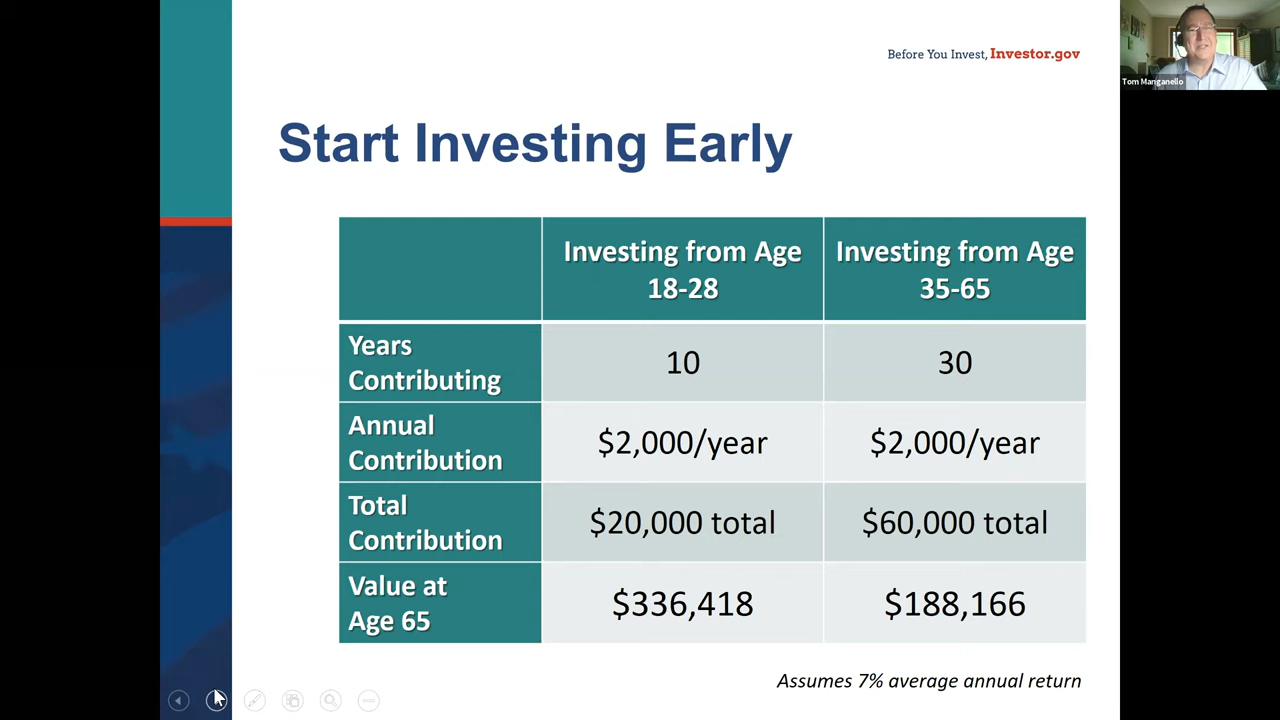 Before You Invest, Investor.gov
Tom Manganello
Start Investing Early
Investing from Age
18-28
Investing from Age
35-65
Years
Contributing
10
30
Annual
Contribution
$2,000/year
$2,000/year
Total
Contribution
$20,000 total
$60,000 total
Value at
Age 65
$336,418
$188,166
Assumes 7% average annual return